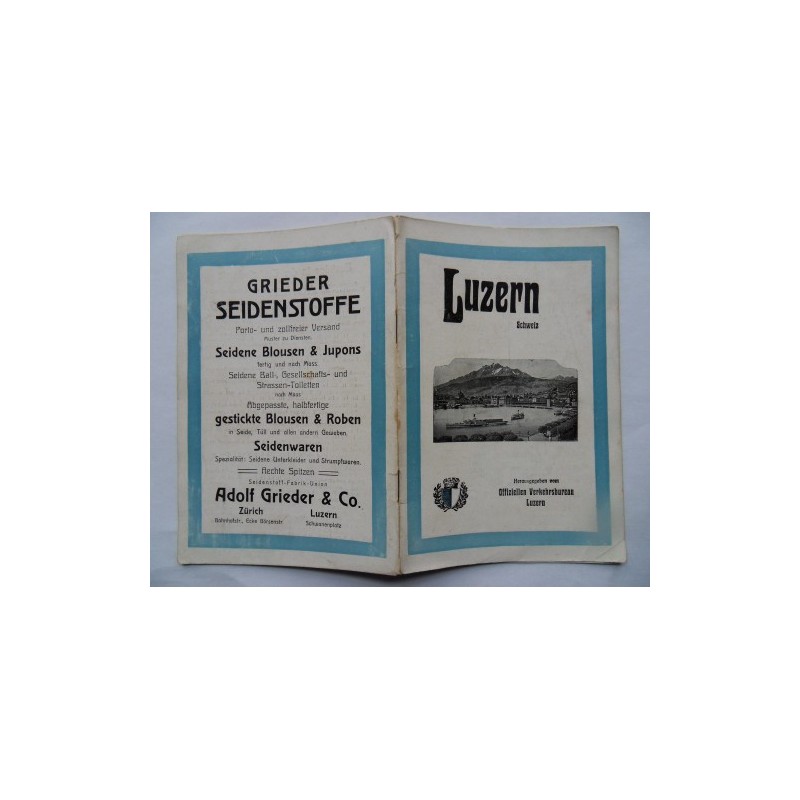 GRIEDER
SEIDENSTOFFE
Porto- und zollfreier Versand
Muster zu Diensten.
Seidene Blousen & Jupons
fertig und nach Mass.
Seidene Ball-, Gesellschafts- und
Strassen-Toiletten
nach Mass
Abgepasste, halbfertige
gestickte Blousen & Roben
in Seide, Tüll und allen andern Geweben.
Seidenwaren
Spezialität: Seidene Unterkleider und Strumpfwaren.
Aechte Spitzen
Seidenstoff-Fabrik-Union
Adolf Grieder & Co.
Zürich Luzern
Bahnhofstr., Ecke Börsenstr. Schwanenplatz
Luzern
Schweiz
Herausgegeben vom
Offiziellen Verkehrsbureau
Luzern